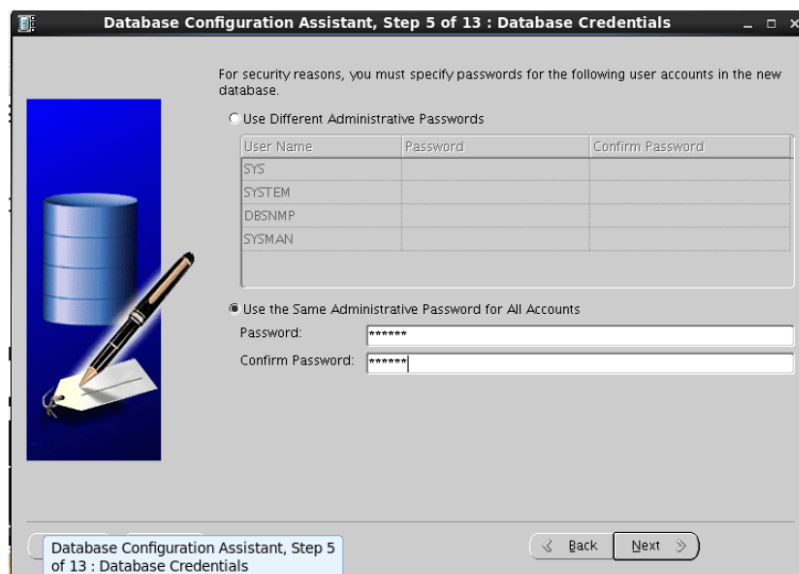 Database Configuration Assistant, Step 5 of 13 : Database Credentials
For security reasons, you must specify passwords for the following user accounts in the new
database.
Use Different Administrative Passwords
User Name Password Confirm Password
SYS
SYSTEM
DBSNMP
SYSMAN
Use the Same Administrative Password for All Accounts
Password: ******
Confirm Password: ******
Back Next
Database Configuration Assistant, Step 5
of 13 : Database Credentials